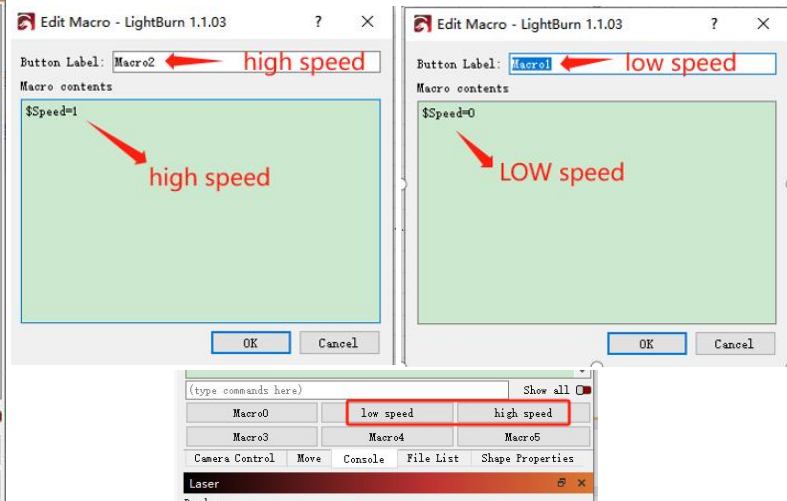 Edit Macro - LightBurn 1.1.03
Button Label: Macro2 high speed
Macro contents
$Speed=1
high speed
OK Cancel
Edit Macro - LightBurn 1.1.03
Button Label: Macro1 low speed
Macro contents
$Speed=0
LOW speed
OK Cancel
(type commands here) Show all
Macro0 low speed high speed
Macro3 Macro4 Macro5
Camera Control Move Console File List Shape Properties
Laser